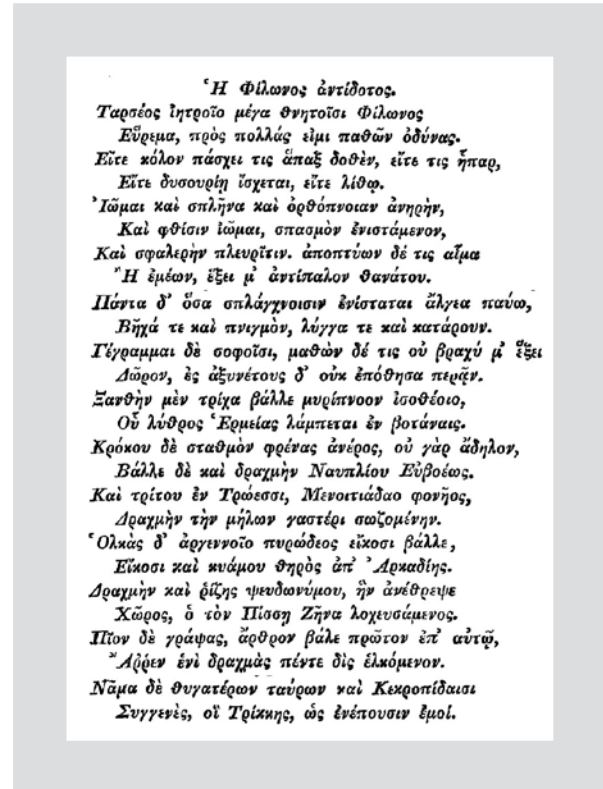 Ἡ Φίλωνος ἀντίδοτος.
Ταρσέος ἰητροῖο μέγα θνητοῖσι Φίλωνος
Εὕρεμα, πρὸς πολλάς εἰμι παθῶν ὀδύνας.
Εἴτε κόλον πάσχει τις ἅπαξ δοθὲν, εἴτε τις ἧπαρ,
Εἴτε δυσουρίῃ ἴσχεται, εἴτε λίθῳ.
Ἰῶμαι καὶ σπλῆνα καὶ ὀρθόπνοιαν ἀνηρὴν,
Καὶ φθίσιν ἰῶμαι, σπασμὸν ἐνιστάμενον,
Καὶ σφαλερὴν πλευρῖτιν. ἀποπτύων δέ τις αἷμα
Ἢ ἐμέων, ἕξει μ’ ἀντίπαλον θανάτου.
Πάντα δ’ ὅσα σπλάγχνοισιν ἐνίσταται ἄλγεα παύω,
Βῆχά τε καὶ πνιγμὸν, λύγγα τε καὶ κατάρουν.
Γέγραμμαι δὲ σοφοῖσι, μαθὼν δέ τις οὐ βραχύ μ’ ἕξει
Δῶρον, ἐς ἀξυνέτους δ’ οὐκ ἐπόθησα περᾷν.
Ξανθὴν μὲν τρίχα βάλλε μυρίπνοον ἰσοθέοιο,
Οὗ λύθρος Ἑρμείας λάμπεται ἐν βοτάναις.
Κρόκου δὲ σταθμὸν φρένας ἀνέρος, οὐ γὰρ ἄδηλον,
Βάλλε δὲ καὶ δραχμὴν Ναυπλίου Εὐβοέως.
Καὶ τρίτου ἐν Τρώεσσι, Μενοιτιάδαο φονῆος,
Δραχμὴν τὴν μήλων γαστέρι σωζομένην.
Ὁλκὰς δ’ ἀργεννοῖο πυρώδεος εἴκοσι βάλλε,
Εἴκοσι καὶ κυάμου θηρὸς ἀπ’ Ἀρκαδίης.
Δραχμὴν καὶ ῥίζης ψευδωνύμου, ἣν ἀνέθρεψε
Χῶρος, ὁ τὸν Πίσσῃ Ζῆνα λοχευσάμενος.
Πῖον δὲ γράψας, ἄρθρον βάλε πρῶτον ἐπ’ αὐτῷ,
Ἄῤῥεν ἑνὶ δραχμὰς πέντε δὶς ἑλκόμενον.
Νᾶμα δὲ θυγατέρων ταύρων καὶ Κεκροπίδαισι
Συγγενὲς, οἳ Τρίκκης, ὡς ἐνέπουσιν ἐμοί.